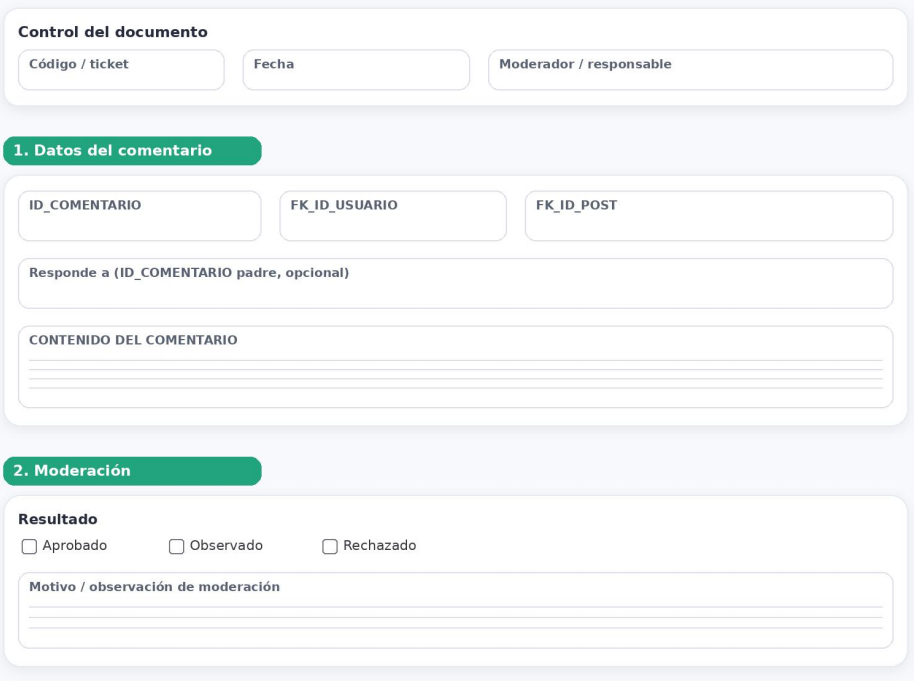 Control del documento
Código / ticket
Fecha
Moderador / responsable
1. Datos del comentario
ID_COMENTARIO
FK_ID_USUARIO
FK_ID_POST
Responde a (ID_COMENTARIO padre, opcional)
CONTENIDO DEL COMENTARIO
2. Moderación
Resultado
Aprobado
Observado
Rechazado
Motivo / observación de moderación